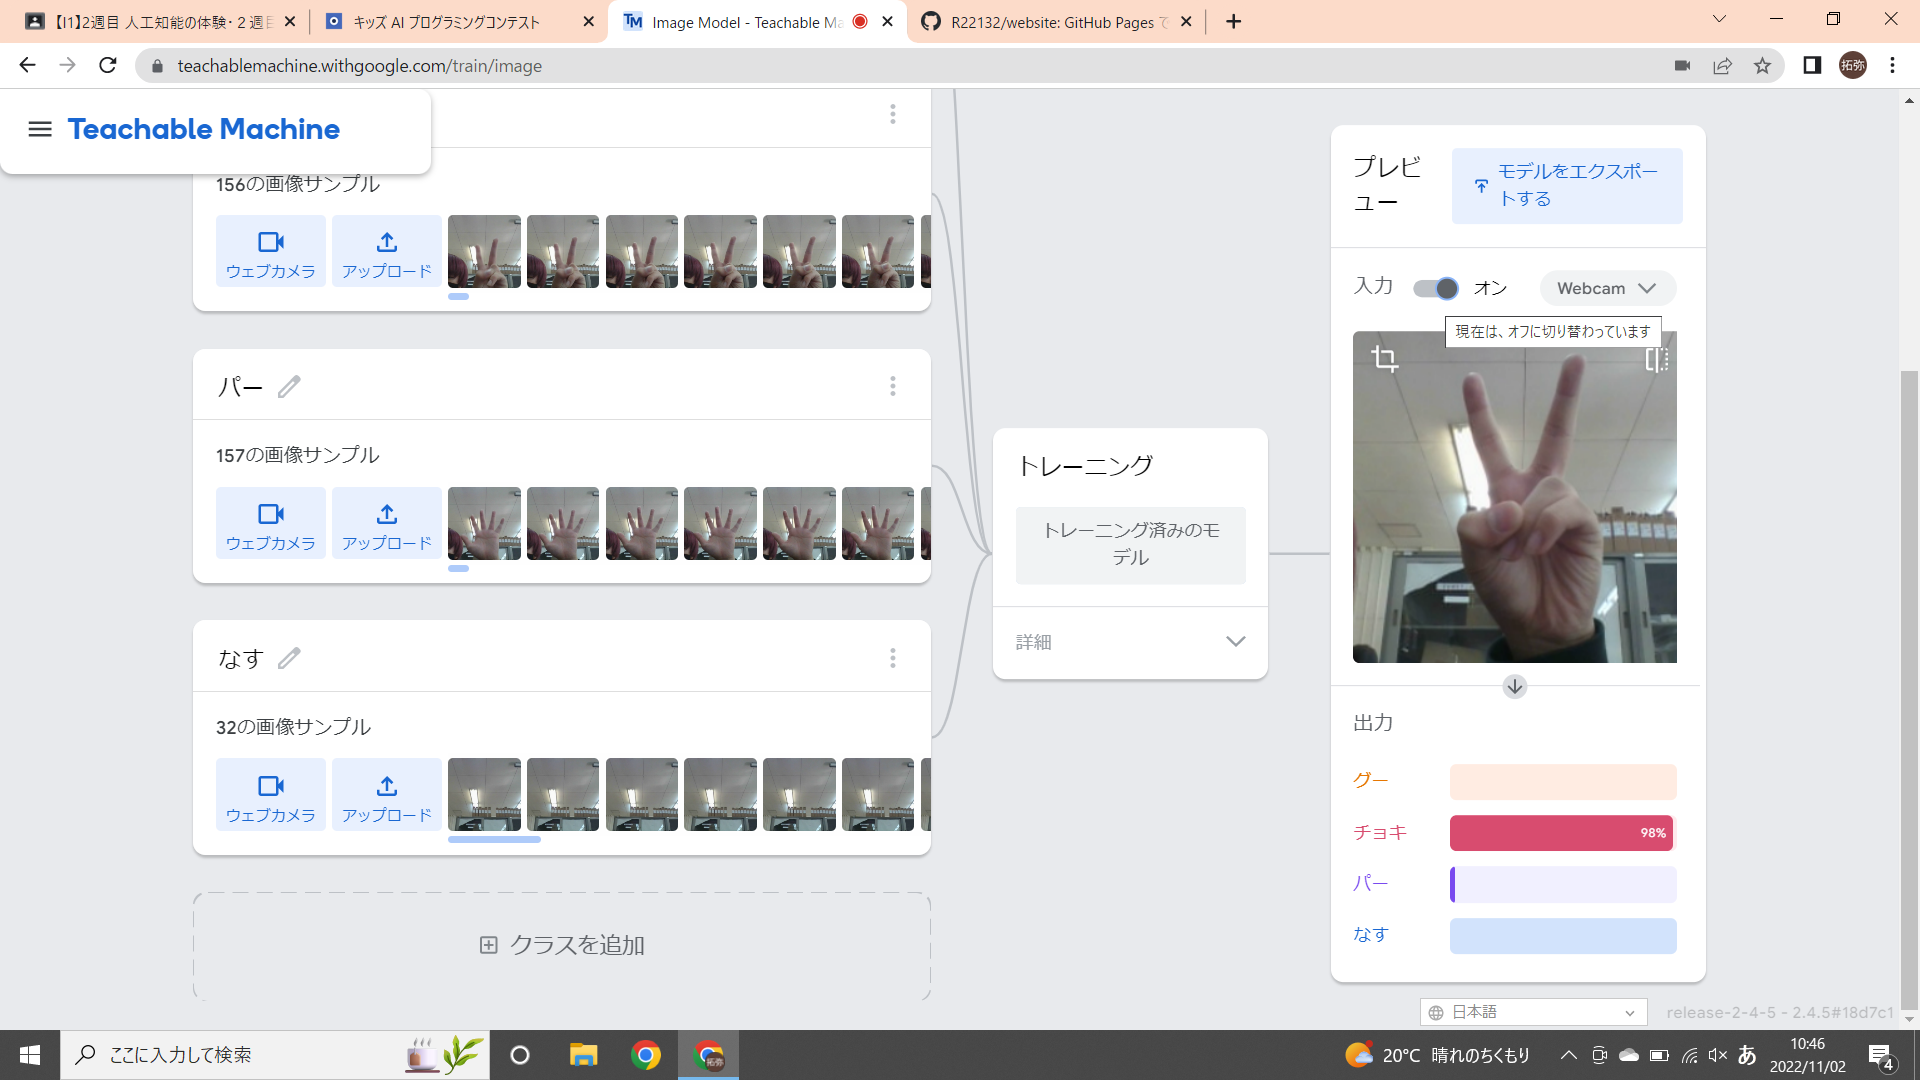 【I1】2週目 人工知能の体験・２週目
キッズ AI プログラミングコンテスト
Image Model - Teachable Ma
R22132/website: GitHub Pages で
teachablemachine.withgoogle.com/train/image
拓弥
Teachable Machine
156の画像サンプル
ウェブカメラ
アップロード
パー
157の画像サンプル
ウェブカメラ
アップロード
なす
32の画像サンプル
ウェブカメラ
アップロード
クラスを追加
トレーニング
トレーニング済みのモ
デル
詳細
プレビ
ュー
モデルをエクスポー
トする
入力
オン
Webcam
現在は、オフに切り替わっています
出力
グー
チョキ
98%
パー
なす
日本語
release-2-4-5 - 2.4.5#18d7c1
ここに入力して検索
拓弥
20°C 晴れのちくもり
あ
10:46
2022/11/02
4